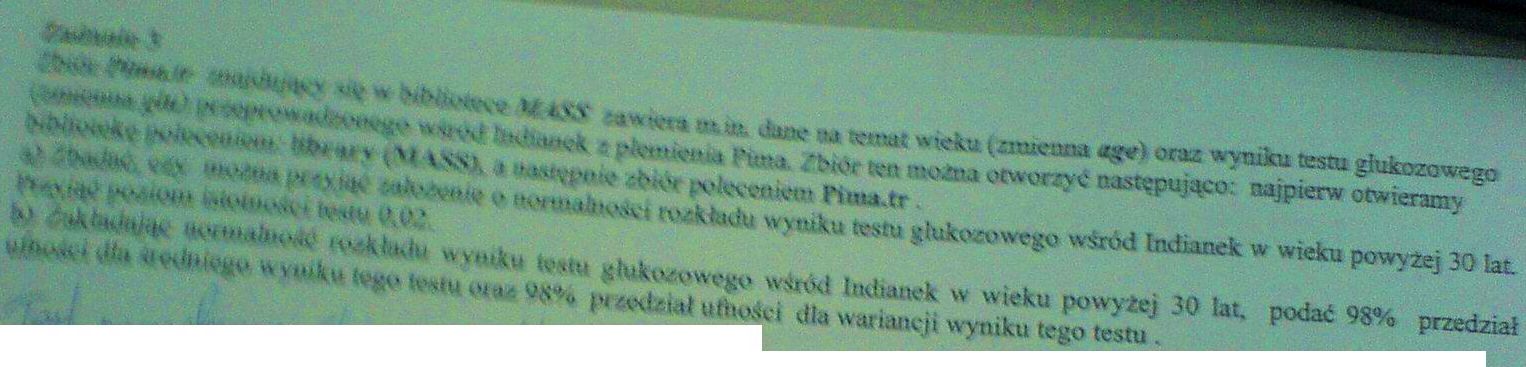 Zadanie 3
Zbiór Pima.tr znajdujący się w bibliotece MASS zawiera m.in. dane na temat wieku (zmienna age) oraz wyniku testu glukozowego
(zmienna glu) przeprowadzonego wśród Indianek z plemienia Pima. Zbiór ten można otworzyć następująco: najpierw otwieramy
bibliotekę poleceniem: library (MASS), a następnie zbiór poleceniem Pima.tr .
a) Zbadać, czy można przyjąć założenie o normalności rozkładu wyniku testu glukozowego wśród Indianek w wieku powyżej 30 lat.
Przyjąć poziom istotności testu 0,02.
b) Zakładając normalność rozkładu wyniku testu glukozowego wśród Indianek w wieku powyżej 30 lat, podać 98% przedział
ufności dla średniego wyniku tego testu oraz 98% przedział ufności dla wariancji wyniku tego testu .